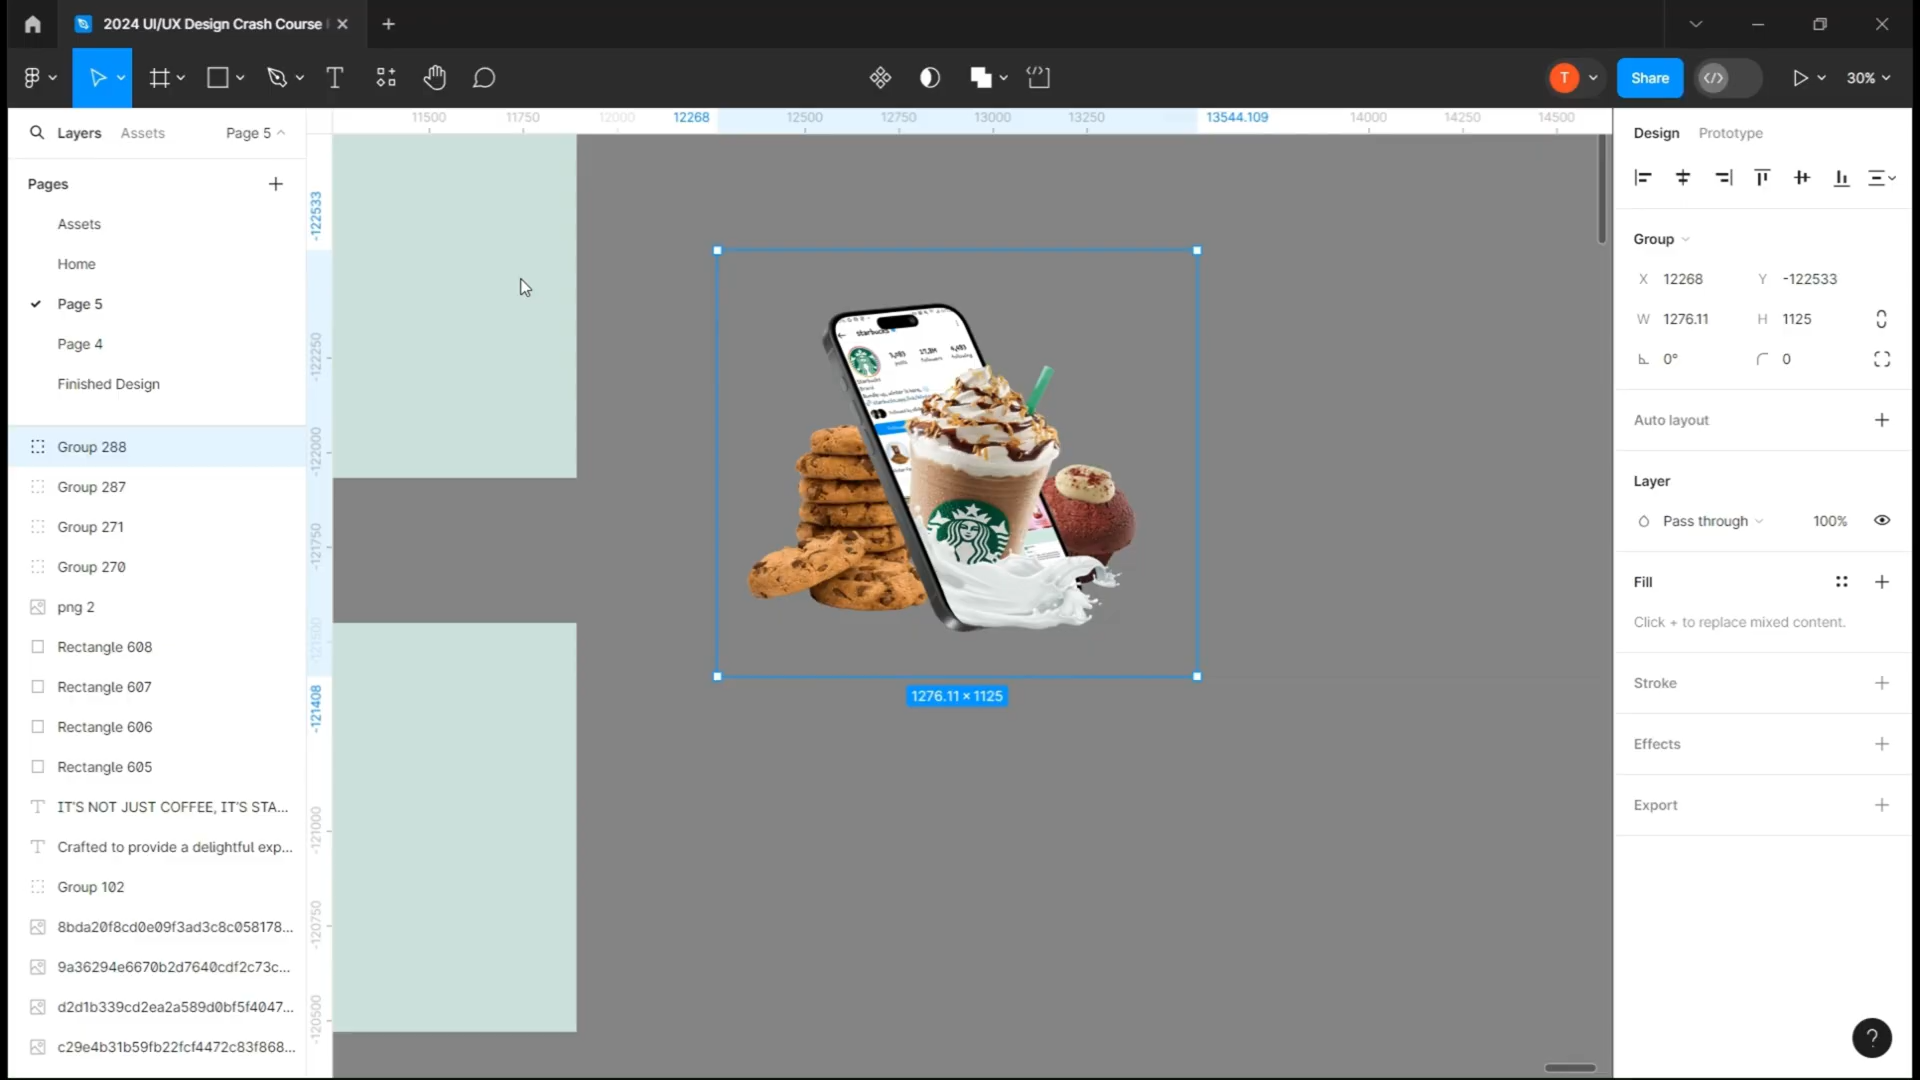 2024 UI/UX Design Crash Course
T
Share
30%
Layers
Assets
Page 5
Pages
Assets
Home
Page 5
Page 4
Finished Design
Group 288
Group 287
Group 271
Group 270
png 2
Rectangle 608
Rectangle 607
Rectangle 606
Rectangle 605
IT'S NOT JUST COFFEE, IT'S STA...
Crafted to provide a delightful exp...
Group 102
8bda20f8cd0e09f3ad3c8c058178...
9a36294e6670b2d7640cdf2c73c...
d2d1b339cd2ea2a589d0bf5f4047...
c29e4b31b59fb22fcf4472c83f868...
11500
11750
12000
12268
12500
12750
13000
13250
13544.109
14000
14250
14500
-122533
-122250
-122000
-121750
-121500
-121408
-121000
-120750
-120500
starbucks
following
1276.11 × 1125
Design
Prototype
Group
X 12268
Y -122533
W 1276.11
H 1125
0°
0
Auto layout
Layer
Pass through
100%
Fill
Click + to replace mixed content.
Stroke
Effects
Export
?